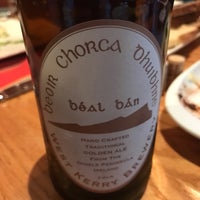 Beoir Chorca Dhuibhne
béal bán
Hand Crafted
Traditional
Golden Ale
From The
Dingle Peninsula
Ireland
West Kerry Brewery